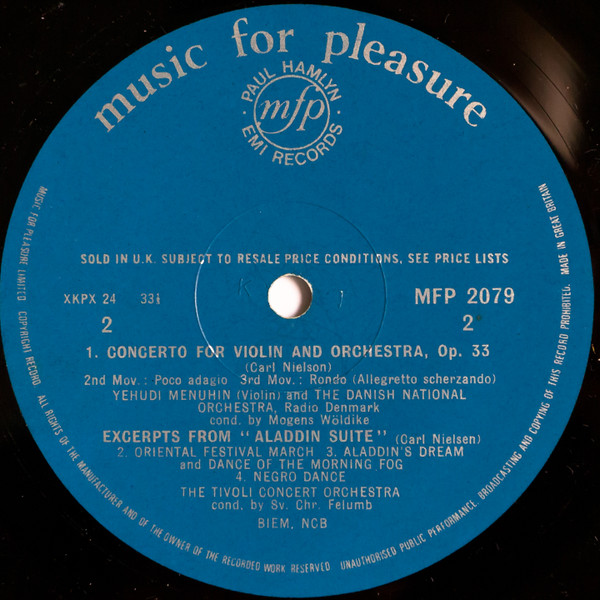 music for pleasure
· PAUL HAMLYN ·
mfp
EMI RECORDS
SOLD IN U.K. SUBJECT TO RESALE PRICE CONDITIONS, SEE PRICE LISTS
XKPX 24 33⅓ MFP 2079
2 2
K 1
1. CONCERTO FOR VIOLIN AND ORCHESTRA, Op. 33
(Carl Nielson)
2nd Mov.: Poco adagio 3rd Mov.: Rondo (Allegretto scherzando)
YEHUDI MENUHIN (Violin) and THE DANISH NATIONAL
ORCHESTRA, Radio Denmark
cond. by Mogens Wöldike
EXCERPTS FROM "ALADDIN SUITE" (Carl Nielsen)
2. ORIENTAL FESTIVAL MARCH 3. ALADDIN'S DREAM
and DANCE OF THE MORNING FOG
4. NEGRO DANCE
THE TIVOLI CONCERT ORCHESTRA
cond. by Sv. Chr. Felumb
BIEM, NCB
MUSIC FOR PLEASURE LIMITED COPYRIGHT RECORD ALL RIGHTS OF THE MANUFACTURER AND OF THE OWNER OF THE RECORDED WORK RESERVED. UNAUTHORISED PUBLIC PERFORMANCE, BROADCASTING AND COPYING OF THIS RECORD PROHIBITED. MADE IN GREAT BRITAIN